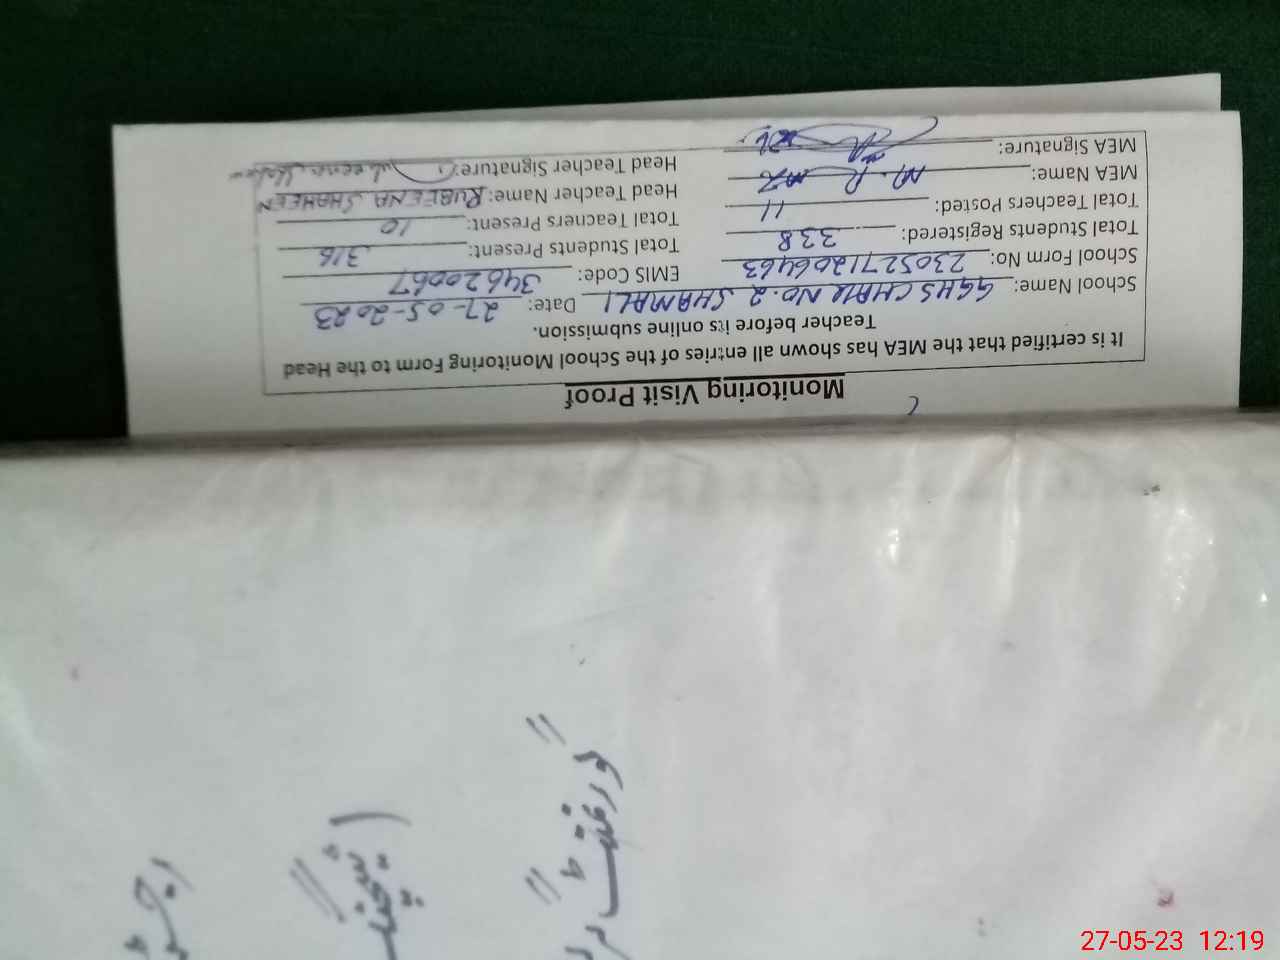 Monitoring Visit Proof
It is certified that the MEA has shown all entries of the School Monitoring Form to the Head
Teacher before its online submission.
School Name: GGHS CHAK NO. 2 SHAMALI Date: 27-05-2023
School Form No: 2305271206463 EMIS Code: 34620067
Total Students Registered: 338 Total Students Present: 316
Total Teachers Posted: 11 Total Teachers Present: 10
MEA Name: M. R Head Teacher Name: RUBEENA SHAHEEN
MEA Signature: Head Teacher Signature:
گورنمنٹ
27-05-23 12:19